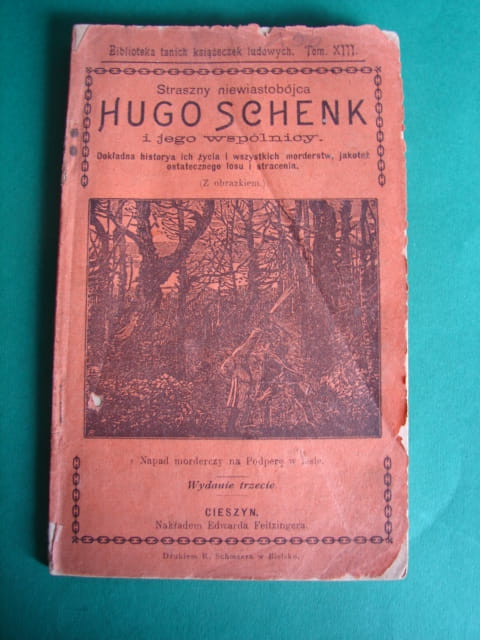 Biblioteka tanich książeczek ludowych. Tom. XIII.
Straszny niewiastobójca
HUGO SCHENK
i jego wspólnicy.
Dokładna historya ich życia i wszystkich morderstw, jakoteż
ostatecznego losu i stracenia.
(Z obrazkiem.)
Napad morderczy na Podperę w lesie.
Wydanie trzecie.
CIESZYN.
Nakładem Edwarda Feitzingera.
Drukiem R. Schmeera w Bielsku.